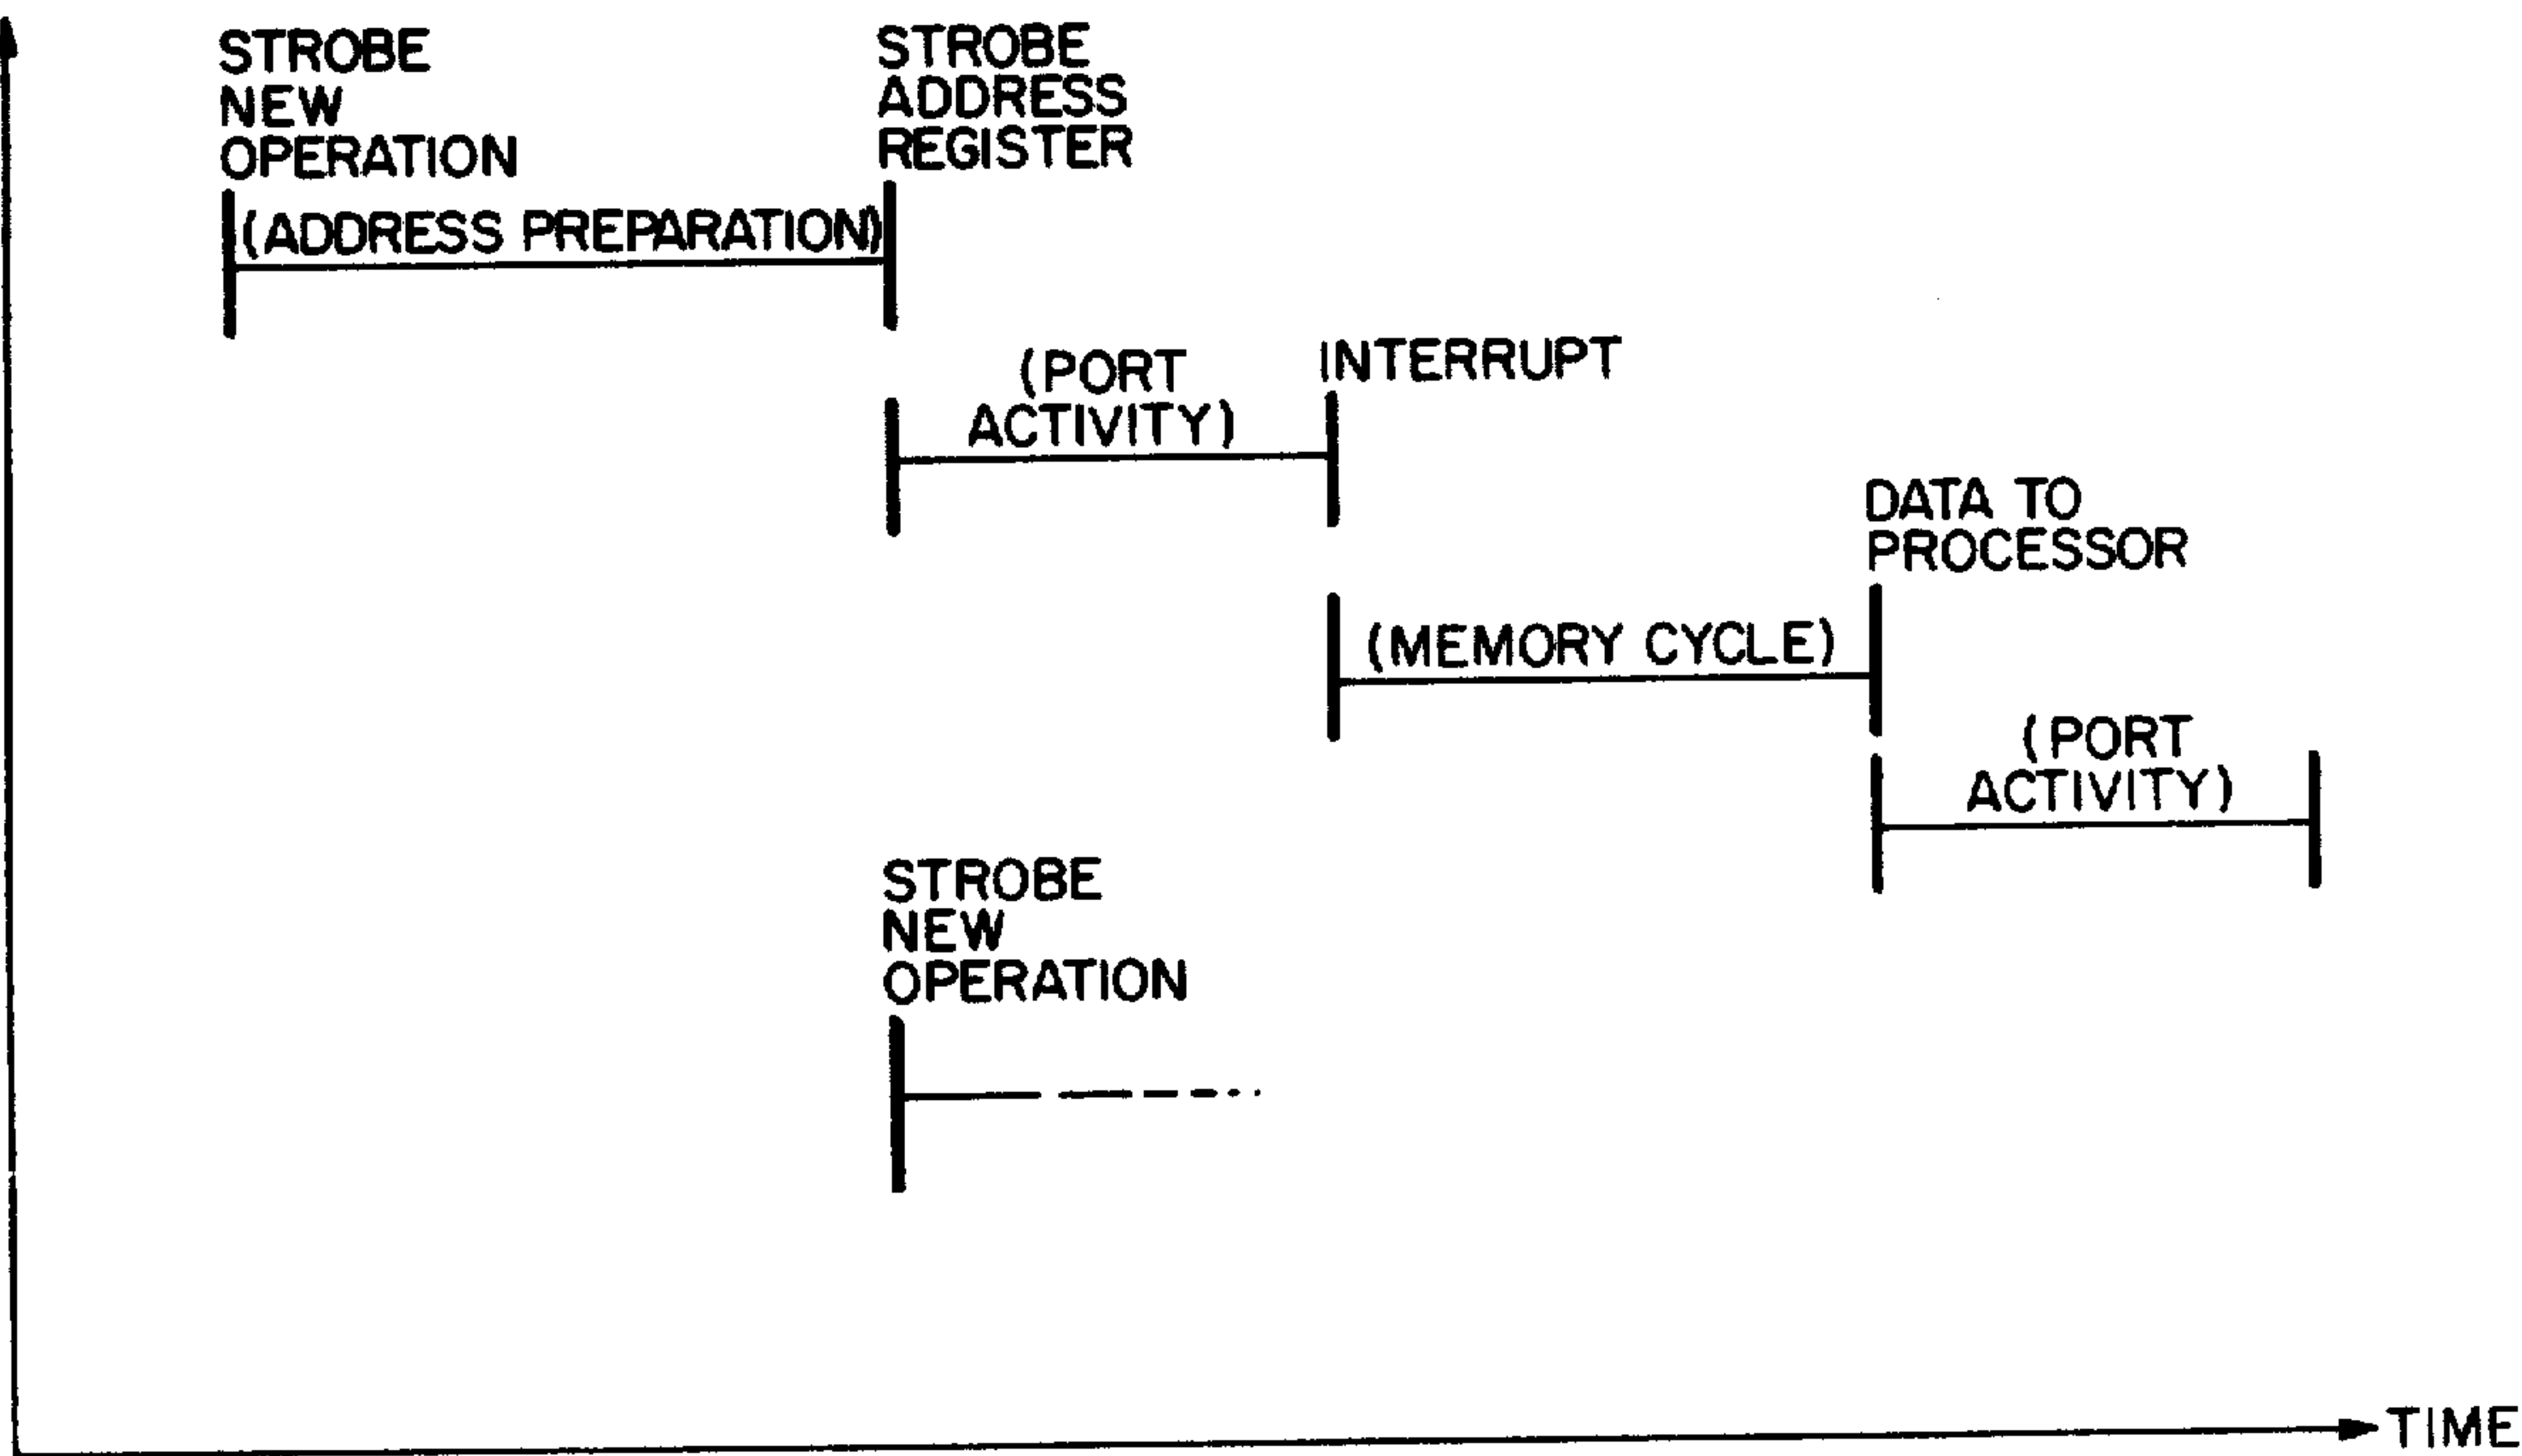 STROBE
NEW
OPERATION
(ADDRESS PREPARATION)
STROBE
ADDRESS
REGISTER
(PORT
ACTIVITY)
INTERRUPT
(MEMORY CYCLE)
DATA TO
PROCESSOR
(PORT
ACTIVITY)
STROBE
NEW
OPERATION
TIME